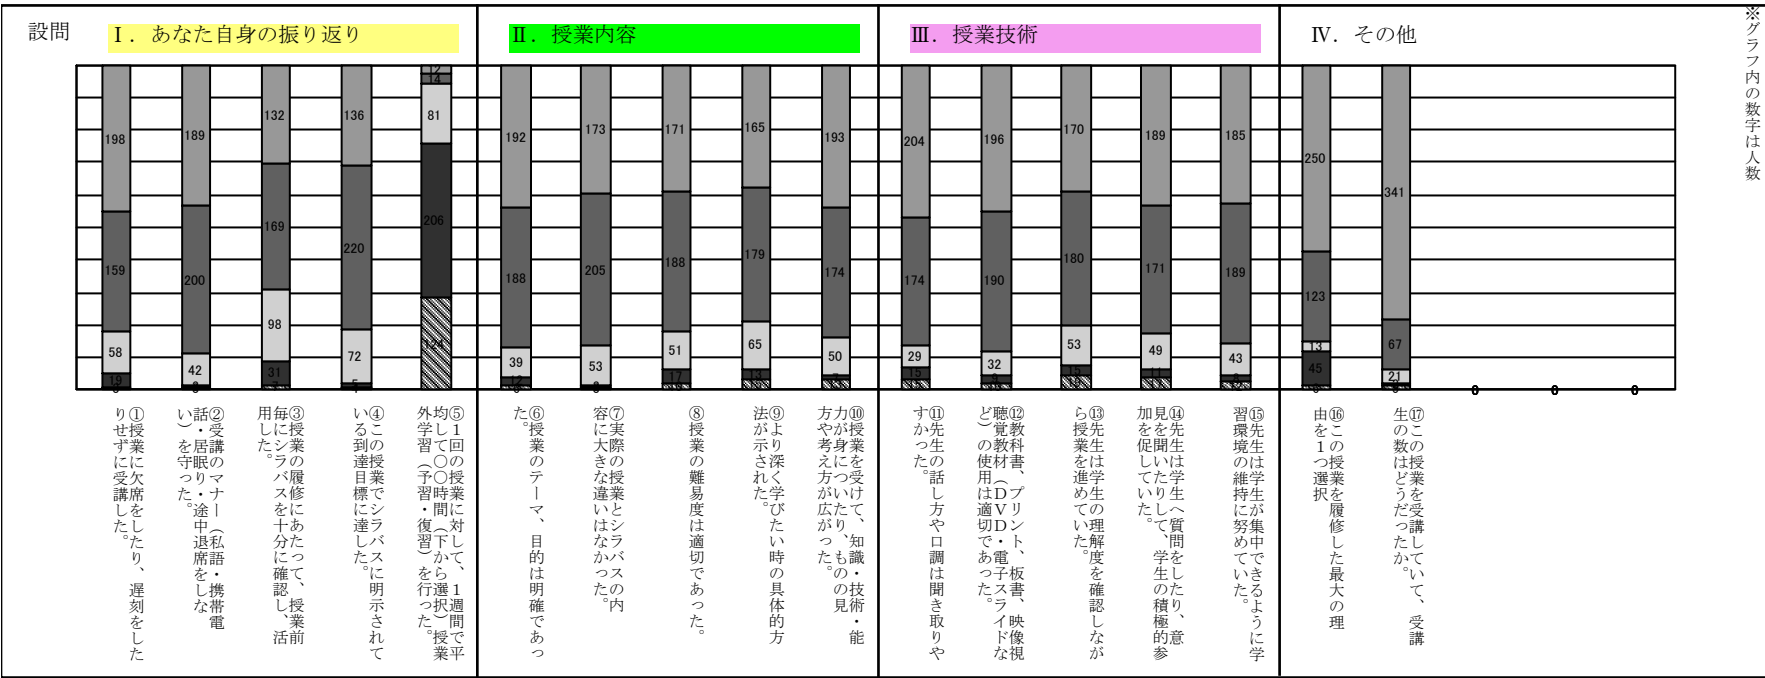 設問
Ⅰ．あなた自身の振り返り
Ⅱ．授業内容
Ⅲ．授業技術
Ⅳ．その他
※グラフ内の数字は人数
198
159
58
19
189
200
42
132
169
98
31
136
220
72
12
14
81
206
124
192
188
39
12
173
205
53
171
188
51
17
165
179
65
13
193
174
50
204
174
29
15
196
190
32
170
180
53
15
189
171
49
11
185
189
43
250
123
13
45
341
67
21
0
0
0
①授業に欠席をしたり、遅刻をした
りせずに受講した。
②受講のマナー（私語・携帯電
話・居眠り・途中退席をしな
い）を守った。
③授業の履修にあたって、授業前
毎にシラバスを十分に確認し、活
用した。
④この授業でシラバスに明示されて
いる到達目標に達した。
⑤１回の授業に対して、１週間で平
均して〇〇時間（下から選択）授業
外学習（予習・復習）を行った。
⑥授業のテーマ、目的は明確であっ
た。
⑦実際の授業とシラバスの内
容に大きな違いはなかった。
⑧授業の難易度は適切であった。
⑨より深く学びたい時の具体的方
法が示された。
⑩授業を受けて、知識・技術・能
力が身についたり、ものの見
方や考え方が広がった。
⑪先生の話し方や口調は聞き取りや
すかった。
⑫教科書、プリント、板書、映像視
聴覚教材（ＤＶＤ・電子スライドな
ど）の使用は適切であった。
⑬先生は学生の理解度を確認しなが
ら授業を進めていた。
⑭先生は学生へ質問をしたり、意
見を聞いたりして、学生の積極的参
加を促していた。
⑮先生は学生が集中できるように学
習環境の維持に努めていた。
⑯この授業を履修した最大の理
由を１つ選択
⑰この授業を受講していて、受講
生の数はどうだったか。